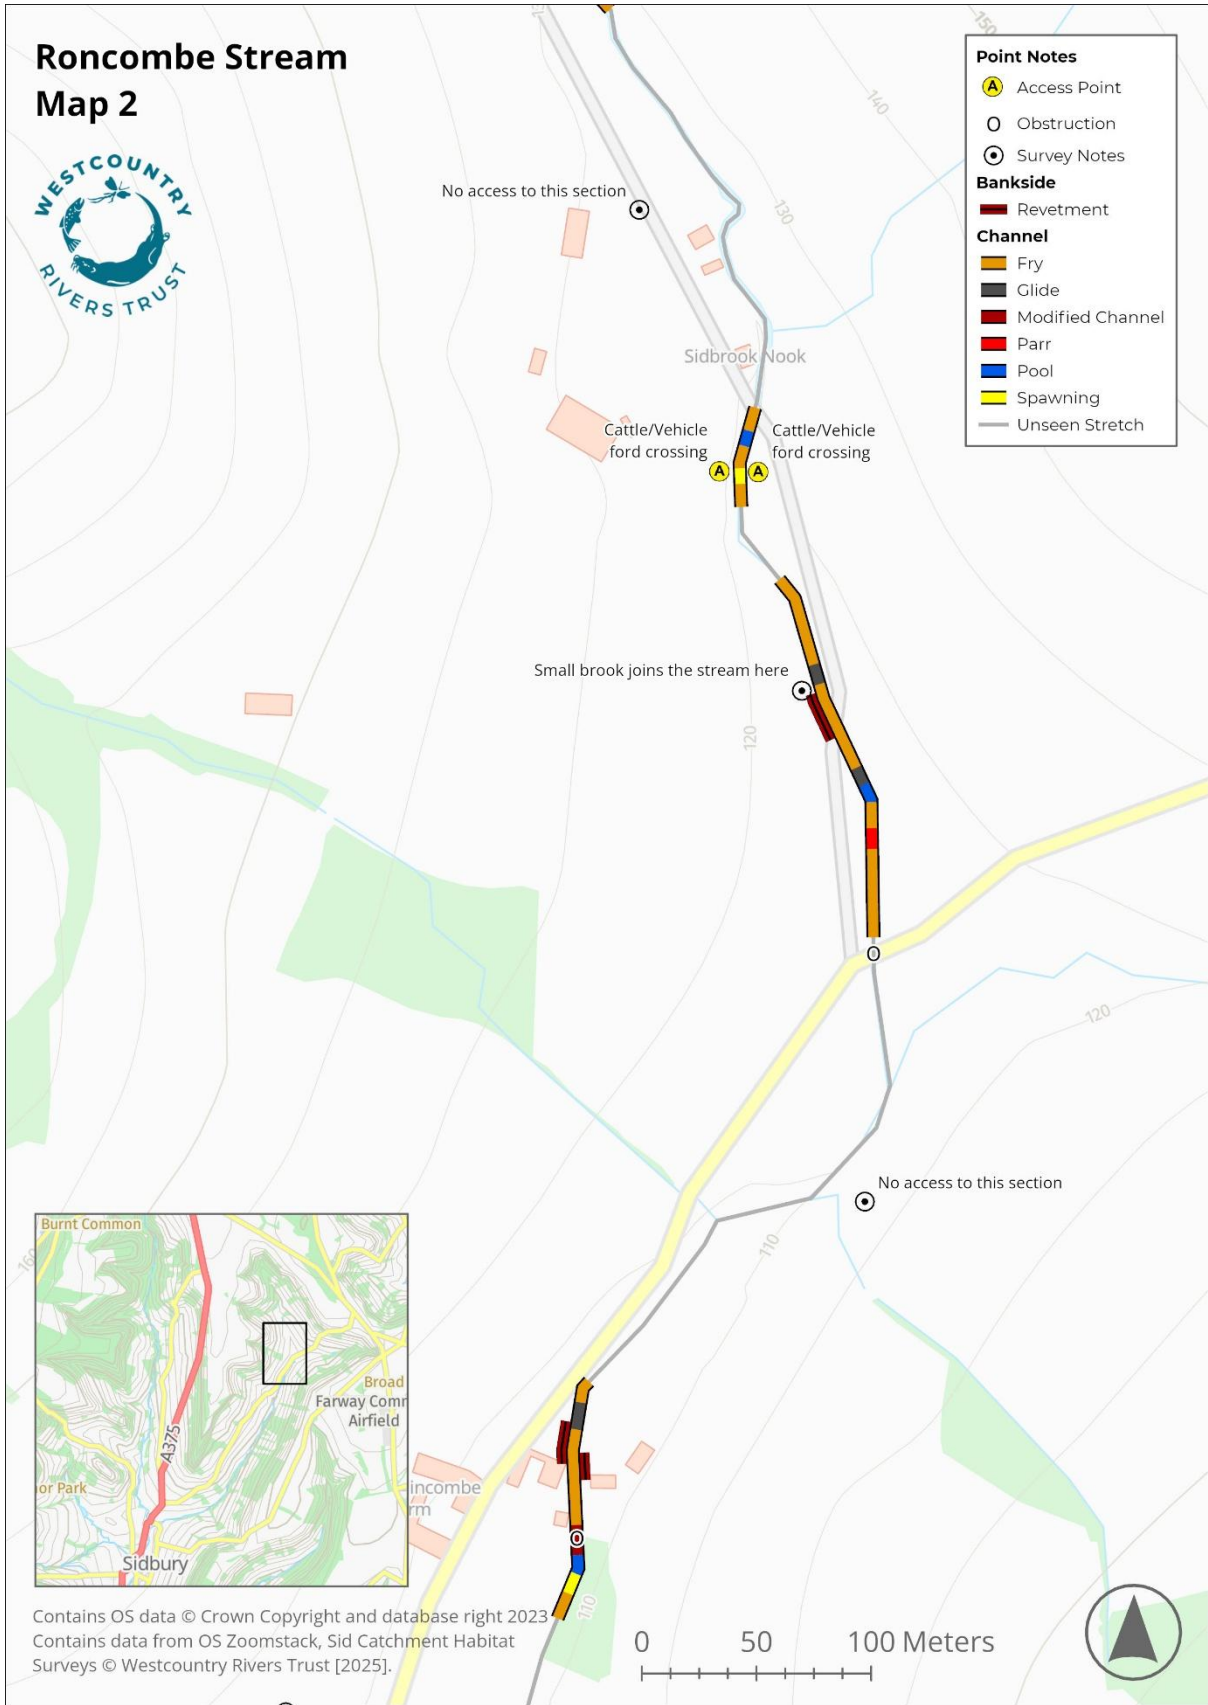 Roncombe Stream
Map 2
WESTCOUNTRY
RIVERS TRUST
Point Notes
A Access Point
O Obstruction
Survey Notes
Bankside
Revetment
Channel
Fry
Glide
Modified Channel
Parr
Pool
Spawning
Unseen Stretch
150
140
130
No access to this section
Sidbrook Nook
Cattle/Vehicle
ford crossing
Cattle/Vehicle
ford crossing
A
A
Small brook joins the stream here
120
O
120
No access to this section
110
160
Burnt Common
Broad
Farway Comm
Airfield
A375
or Park
Sidbury
incombe
rm
O
110
Contains OS data © Crown Copyright and database right 2023
Contains data from OS Zoomstack, Sid Catchment Habitat
Surveys © Westcountry Rivers Trust [2025].
0 50 100 Meters